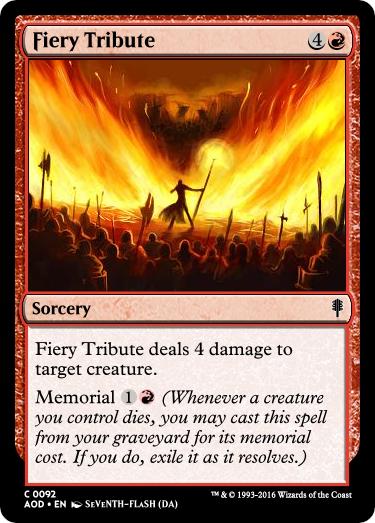 Fiery Tribute 4
Sorcery
Fiery Tribute deals 4 damage to
target creature.
Memorial 1 (Whenever a creature
you control dies, you may cast this spell
from your graveyard for its memorial
cost. If you do, exile it as it resolves.)
C 0092
AOD • EN SEVENTH-FLASH (DA)
™ & © 1993-2016 Wizards of the Coast